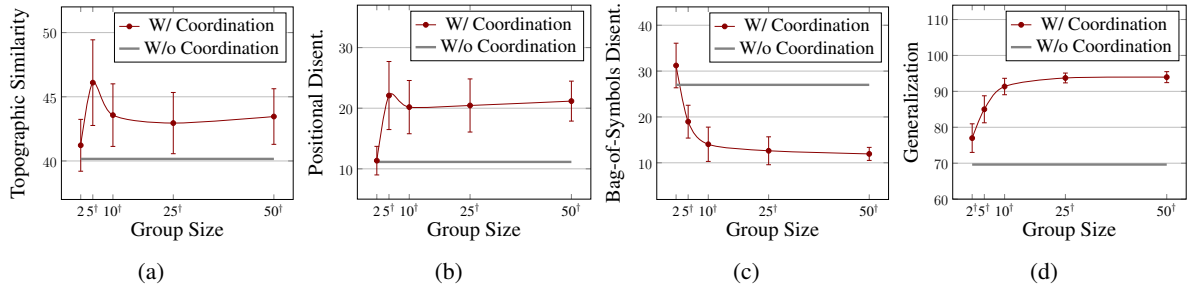 Topographic Similarity
50
45
40
W/ Coordination
W/o Coordination
2 5† 10† 25† 50†
Group Size
(a)
Positional Disent.
30
20
10
W/ Coordination
W/o Coordination
2 5† 10† 25† 50†
Group Size
(b)
Bag-of-Symbols Disent.
40
30
20
10
W/ Coordination
W/o Coordination
2 5† 10† 25† 50†
Group Size
(c)
Generalization
110
100
90
80
70
60
W/ Coordination
W/o Coordination
2† 5† 10† 25† 50†
Group Size
(d)